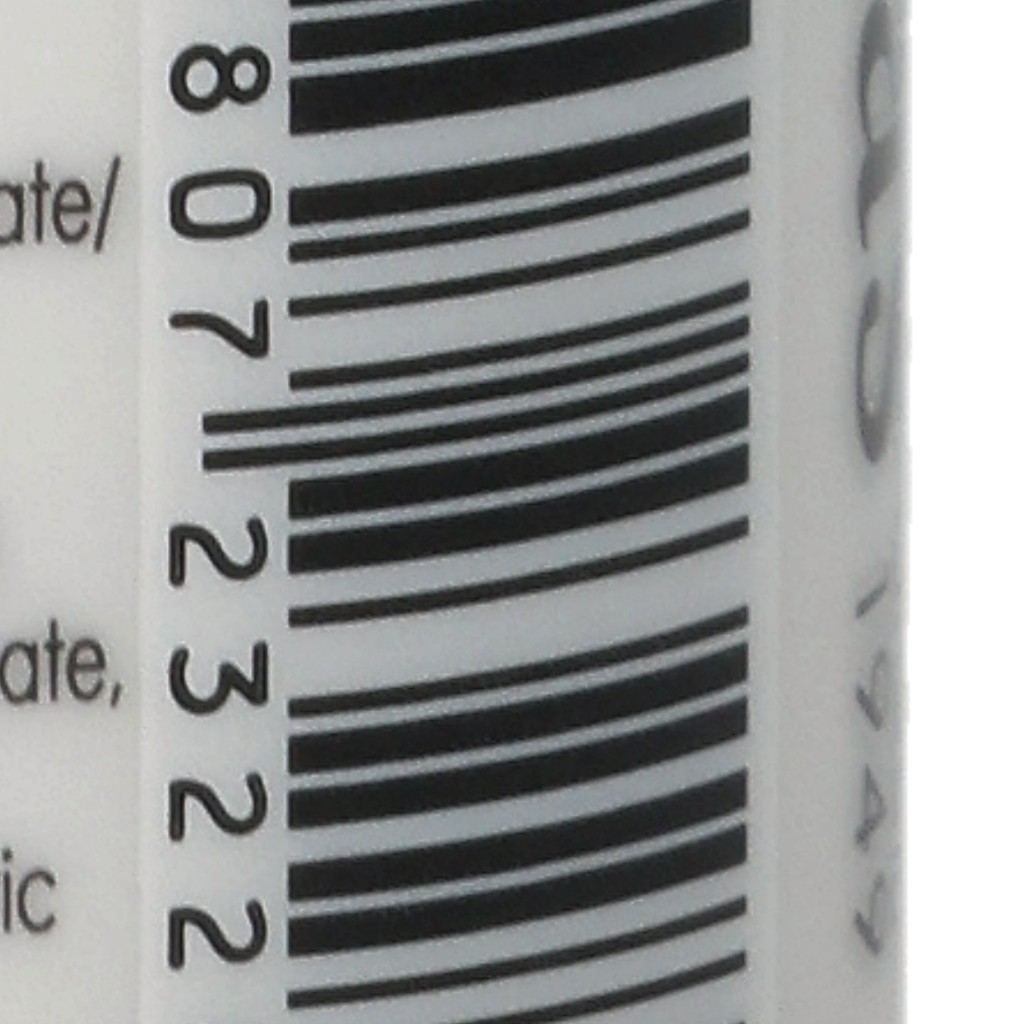 ate/
ate,
ic
807 2322